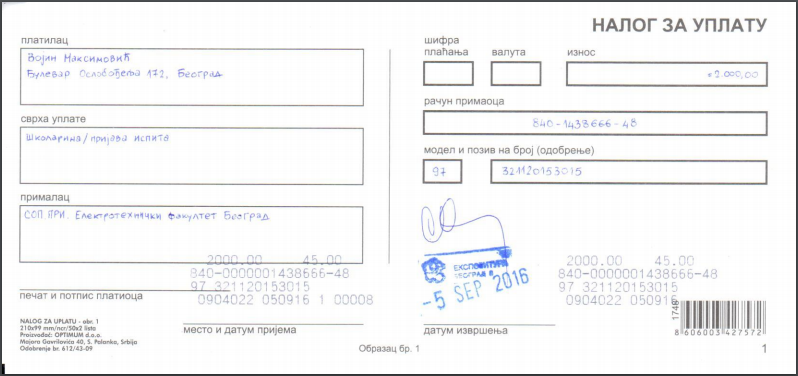 НАЛОГ ЗА УПЛАТУ
платилац
Војин Максимовић
Булевар Ослобођења 172, Београд
сврха уплате
Школарина/пријава испита
прималац
СОП ПРИ. Електротехнички факултет Београд
2000.00 45.00
840-0000001438666-48
97 321120153015
0904022 050916 1 00008
печат и потпис платиоца
место и датум пријема
NALOG ZA UPLATU - obr. 1
210x99 mm/ncr/50x2 lista
Proizvođač: OPTIMUM d.o.o.
Majora Gavrilovića 40, S. Palanka, Srbija
Odobrenje br. 612/43-09
Образац бр. 1
шифра плаћања
валута
износ
=2.000,00
рачун примаоца
840-1438666-48
модел и позив на број (одобрење)
97
321120153015
ЕКСПОЗИТУРА
БЕОГРАД
-5 SEP 2016
2000.00 45.00
840-0000001438666-48
97 321120153015
0904022 050916
датум извршења
1748
8606003427572
1